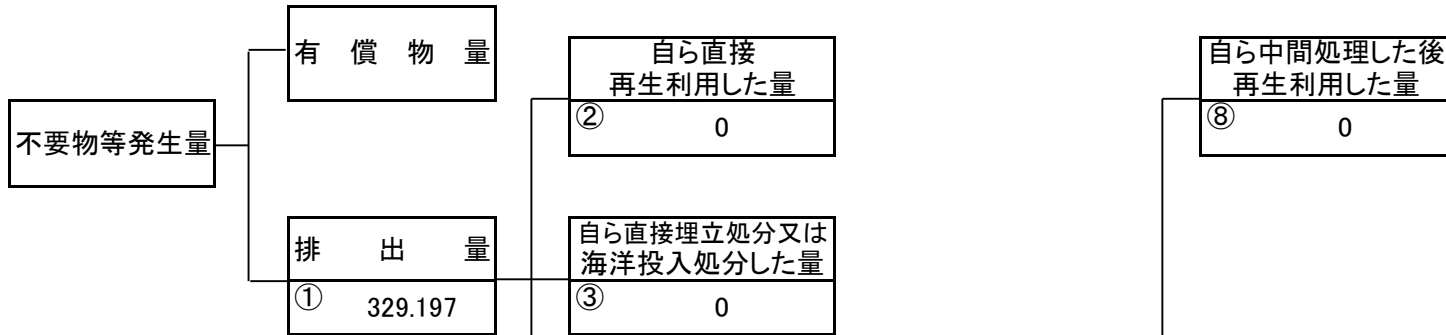 不要物等発生量
有償物量
排出量
① 329.197
自ら直接
再生利用した量
② 0
自ら直接埋立処分又は
海洋投入処分した量
③ 0
自ら中間処理した後
再生利用した量
⑧ 0